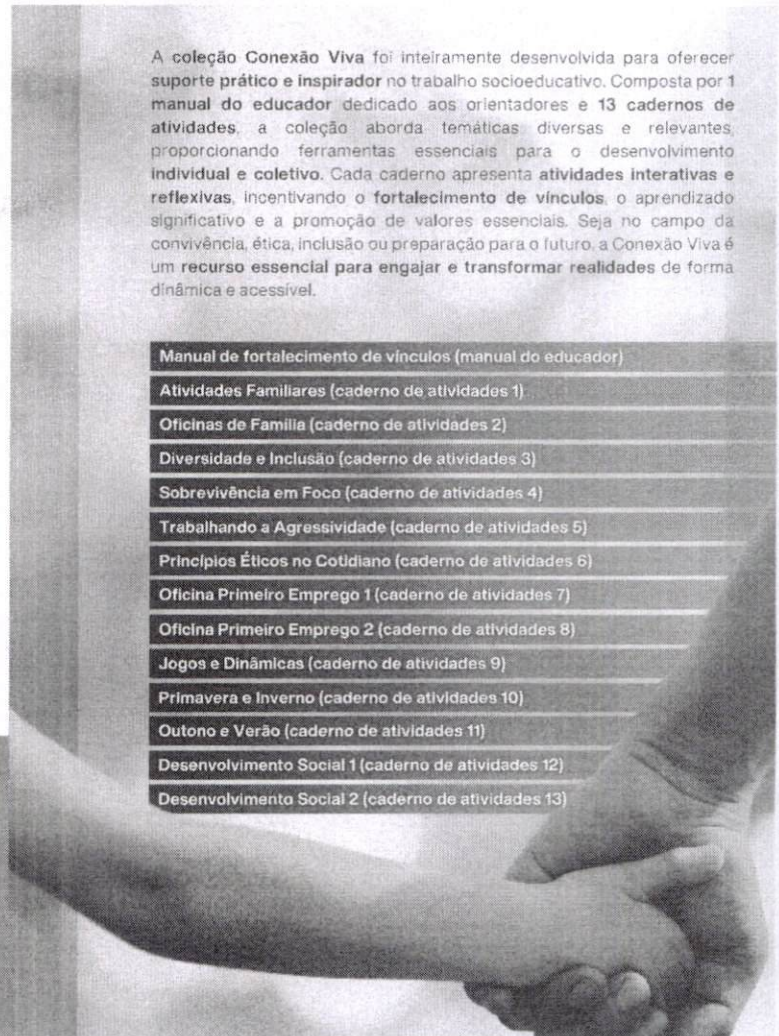 A coleção Conexão Viva foi inteiramente desenvolvida para oferecer
suporte prático e inspirador no trabalho socioeducativo. Composta por 1
manual do educador dedicado aos orientadores e 13 cadernos de
atividades, a coleção aborda temáticas diversas e relevantes,
proporcionando ferramentas essenciais para o desenvolvimento
individual e coletivo. Cada caderno apresenta atividades interativas e
reflexivas, incentivando o fortalecimento de vínculos, o aprendizado
significativo e a promoção de valores essenciais. Seja no campo da
convivência, ética, inclusão ou preparação para o futuro, a Conexão Viva é
um recurso essencial para engajar e transformar realidades de forma
dinâmica e acessível.
Manual de fortalecimento de vínculos (manual do educador)
Atividades Familiares (caderno de atividades 1)
Oficinas de Família (caderno de atividades 2)
Diversidade e Inclusão (caderno de atividades 3)
Sobrevivência em Foco (caderno de atividades 4)
Trabalhando a Agressividade (caderno de atividades 5)
Princípios Éticos no Cotidiano (caderno de atividades 6)
Oficina Primeiro Emprego 1 (caderno de atividades 7)
Oficina Primeiro Emprego 2 (caderno de atividades 8)
Jogos e Dinâmicas (caderno de atividades 9)
Primavera e Inverno (caderno de atividades 10)
Outono e Verão (caderno de atividades 11)
Desenvolvimento Social 1 (caderno de atividades 12)
Desenvolvimento Social 2 (caderno de atividades 13)